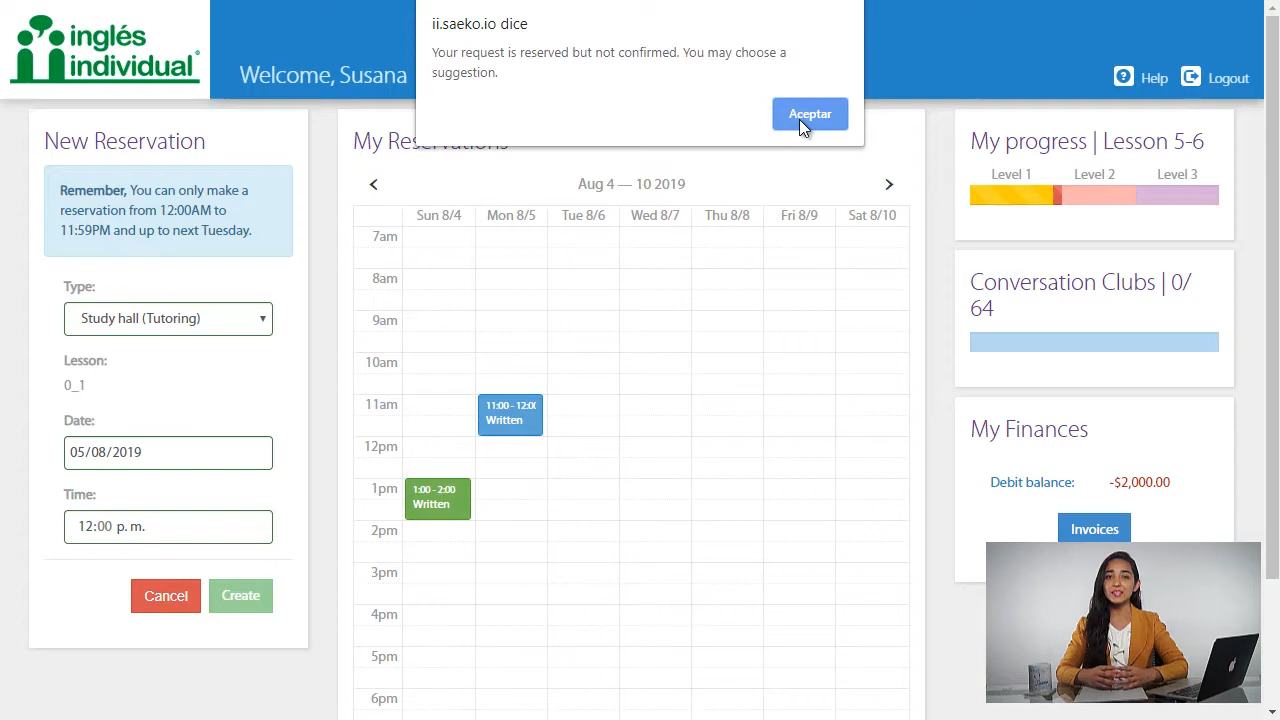 inglés
individual
Welcome, Susana
ii.saeko.io dice
Your request is reserved but not confirmed. You may choose a
suggestion.
Aceptar
Help
Logout
New Reservation
Remember, You can only make a
reservation from 12:00AM to
11:59PM and up to next Tuesday.
Type:
Study hall (Tutoring)
Lesson:
0_1
Date:
05/08/2019
Time:
12:00 p. m.
Cancel
Create
My Reservations
Aug 4 — 10 2019
Sun 8/4 Mon 8/5 Tue 8/6 Wed 8/7 Thu 8/8 Fri 8/9 Sat 8/10
7am
8am
9am
10am
11am
11:00 - 12:00
Written
12pm
1pm
1:00 - 2:00
Written
2pm
3pm
4pm
5pm
6pm
My progress | Lesson 5-6
Level 1 Level 2 Level 3
Conversation Clubs | 0/
64
My Finances
Debit balance: -$2,000.00
Invoices